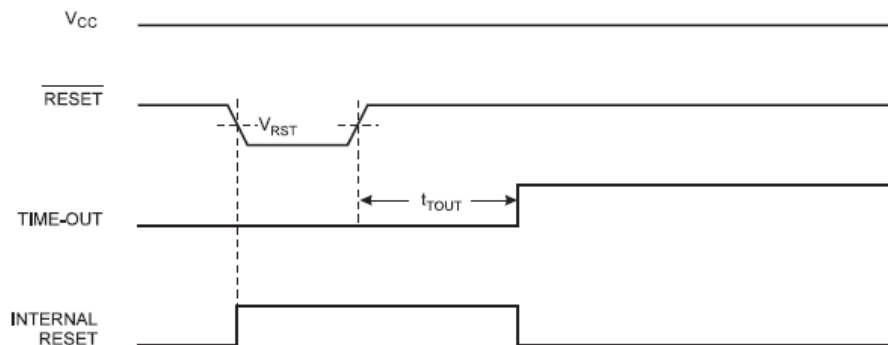 VCC
RESET
VRST
tTOUT
TIME-OUT
INTERNAL
RESET